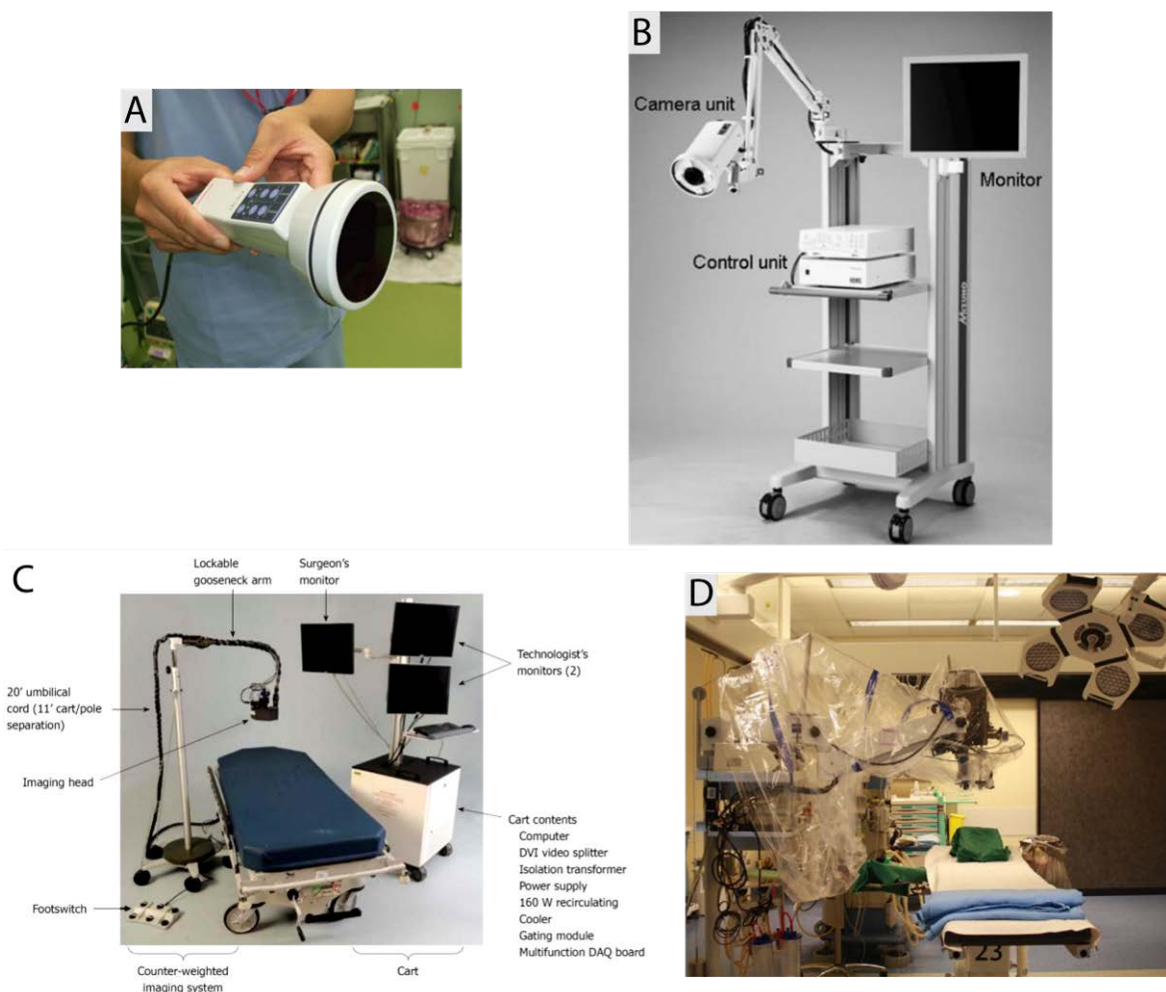 A
B
Camera unit
Monitor
Control unit
C
Lockable
gooseneck arm
Surgeon's
monitor
Technologist's
monitors (2)
20' umbilical
cord (11' cart/pole
separation)
Imaging head
Cart contents
Computer
DVI video splitter
Isolation transformer
Power supply
160 W recirculating
Cooler
Gating module
Multifunction DAQ board
Footswitch
Counter-weighted
imaging system
Cart
D
23